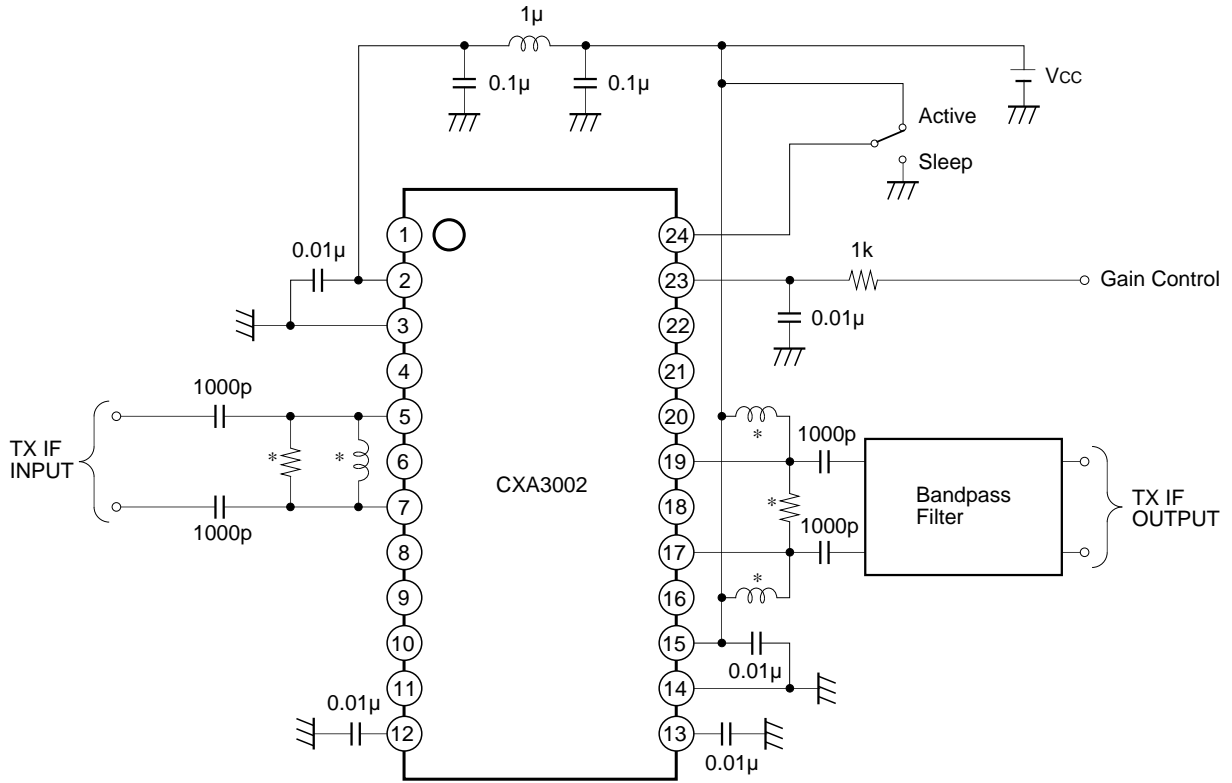 1µ
0.1µ
0.1µ
VCC
Active
Sleep
1
24
0.01µ
1k
2
23
Gain Control
3
22
0.01µ
4
21
1000p
5
20
*
1000p
TX IF
INPUT
*
*
6
19
CXA3002
Bandpass
Filter
TX IF
OUTPUT
*
7
18
1000p
1000p
8
17
*
9
16
10
15
0.01µ
11
14
0.01µ
12
13
0.01µ